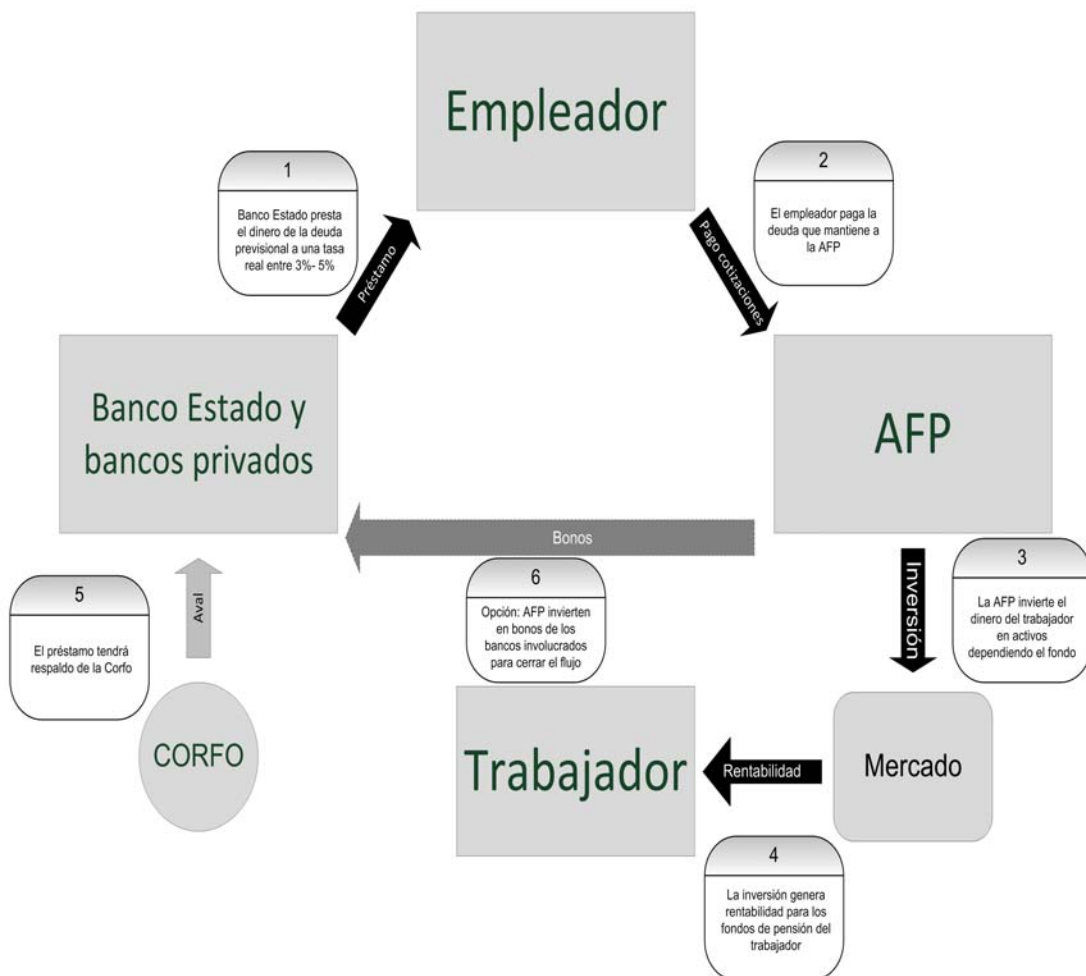 Empleador
1
Banco Estado presta
el dinero de la deuda
previsional a una tasa
real entre 3%- 5%
Préstamo
Pago cotizaciones
2
El empleador paga la
deuda que mantiene a
la AFP
Banco Estado y
bancos privados
AFP
Bonos
5
El préstamo tendrá
respaldo de la Corfo
Aval
6
Opción: AFP invierten
en bonos de los
bancos involucrados
para cerrar el flujo
Inversión
3
La AFP invierte el
dinero del trabajador
en activos
dependiendo el fondo
CORFO
Trabajador
Rentabilidad
Mercado
4
La inversión genera
rentabilidad para los
fondos de pensión del
trabajador